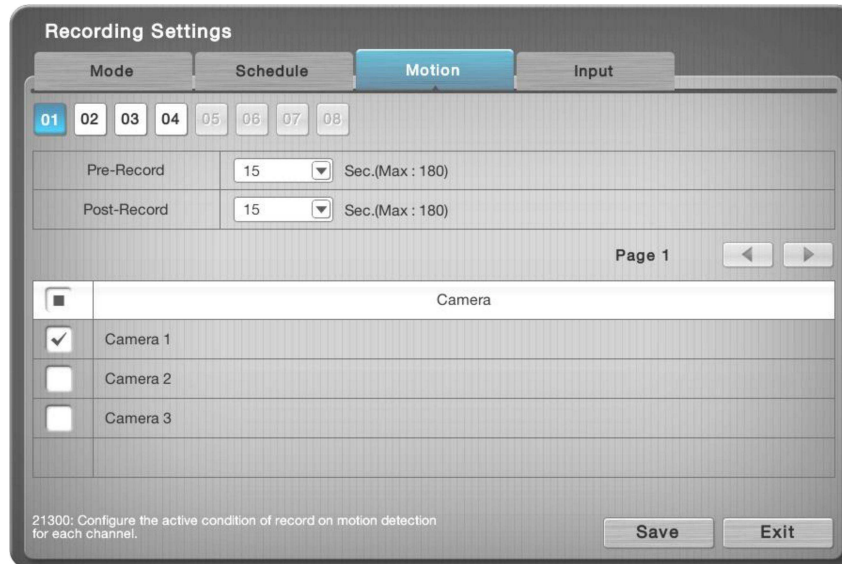 Recording Settings
Mode Schedule Motion Input
01 02 03 04 05 06 07 08
Pre-Record 15 Sec.(Max : 180)
Post-Record 15 Sec.(Max : 180)
Page 1
Camera
Camera 1
Camera 2
Camera 3
21300: Configure the active condition of record on motion detection
for each channel.
Save Exit